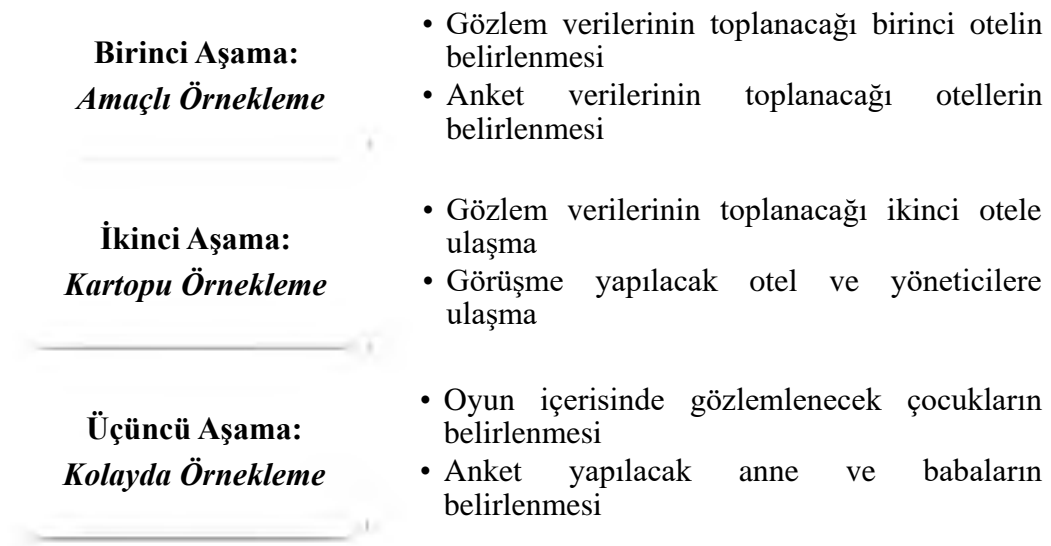 Birinci Aşama:
Amaçlı Örnekleme
• Gözlem verilerinin toplanacağı birinci otelin
belirlenmesi
• Anket verilerinin toplanacağı otellerin
belirlenmesi
İkinci Aşama:
Kartopu Örnekleme
• Gözlem verilerinin toplanacağı ikinci otele
ulaşma
• Görüşme yapılacak otel ve yöneticilere
ulaşma
Üçüncü Aşama:
Kolayda Örnekleme
• Oyun içerisinde gözlemlenecek çocukların
belirlenmesi
• Anket yapılacak anne ve babaların
belirlenmesi